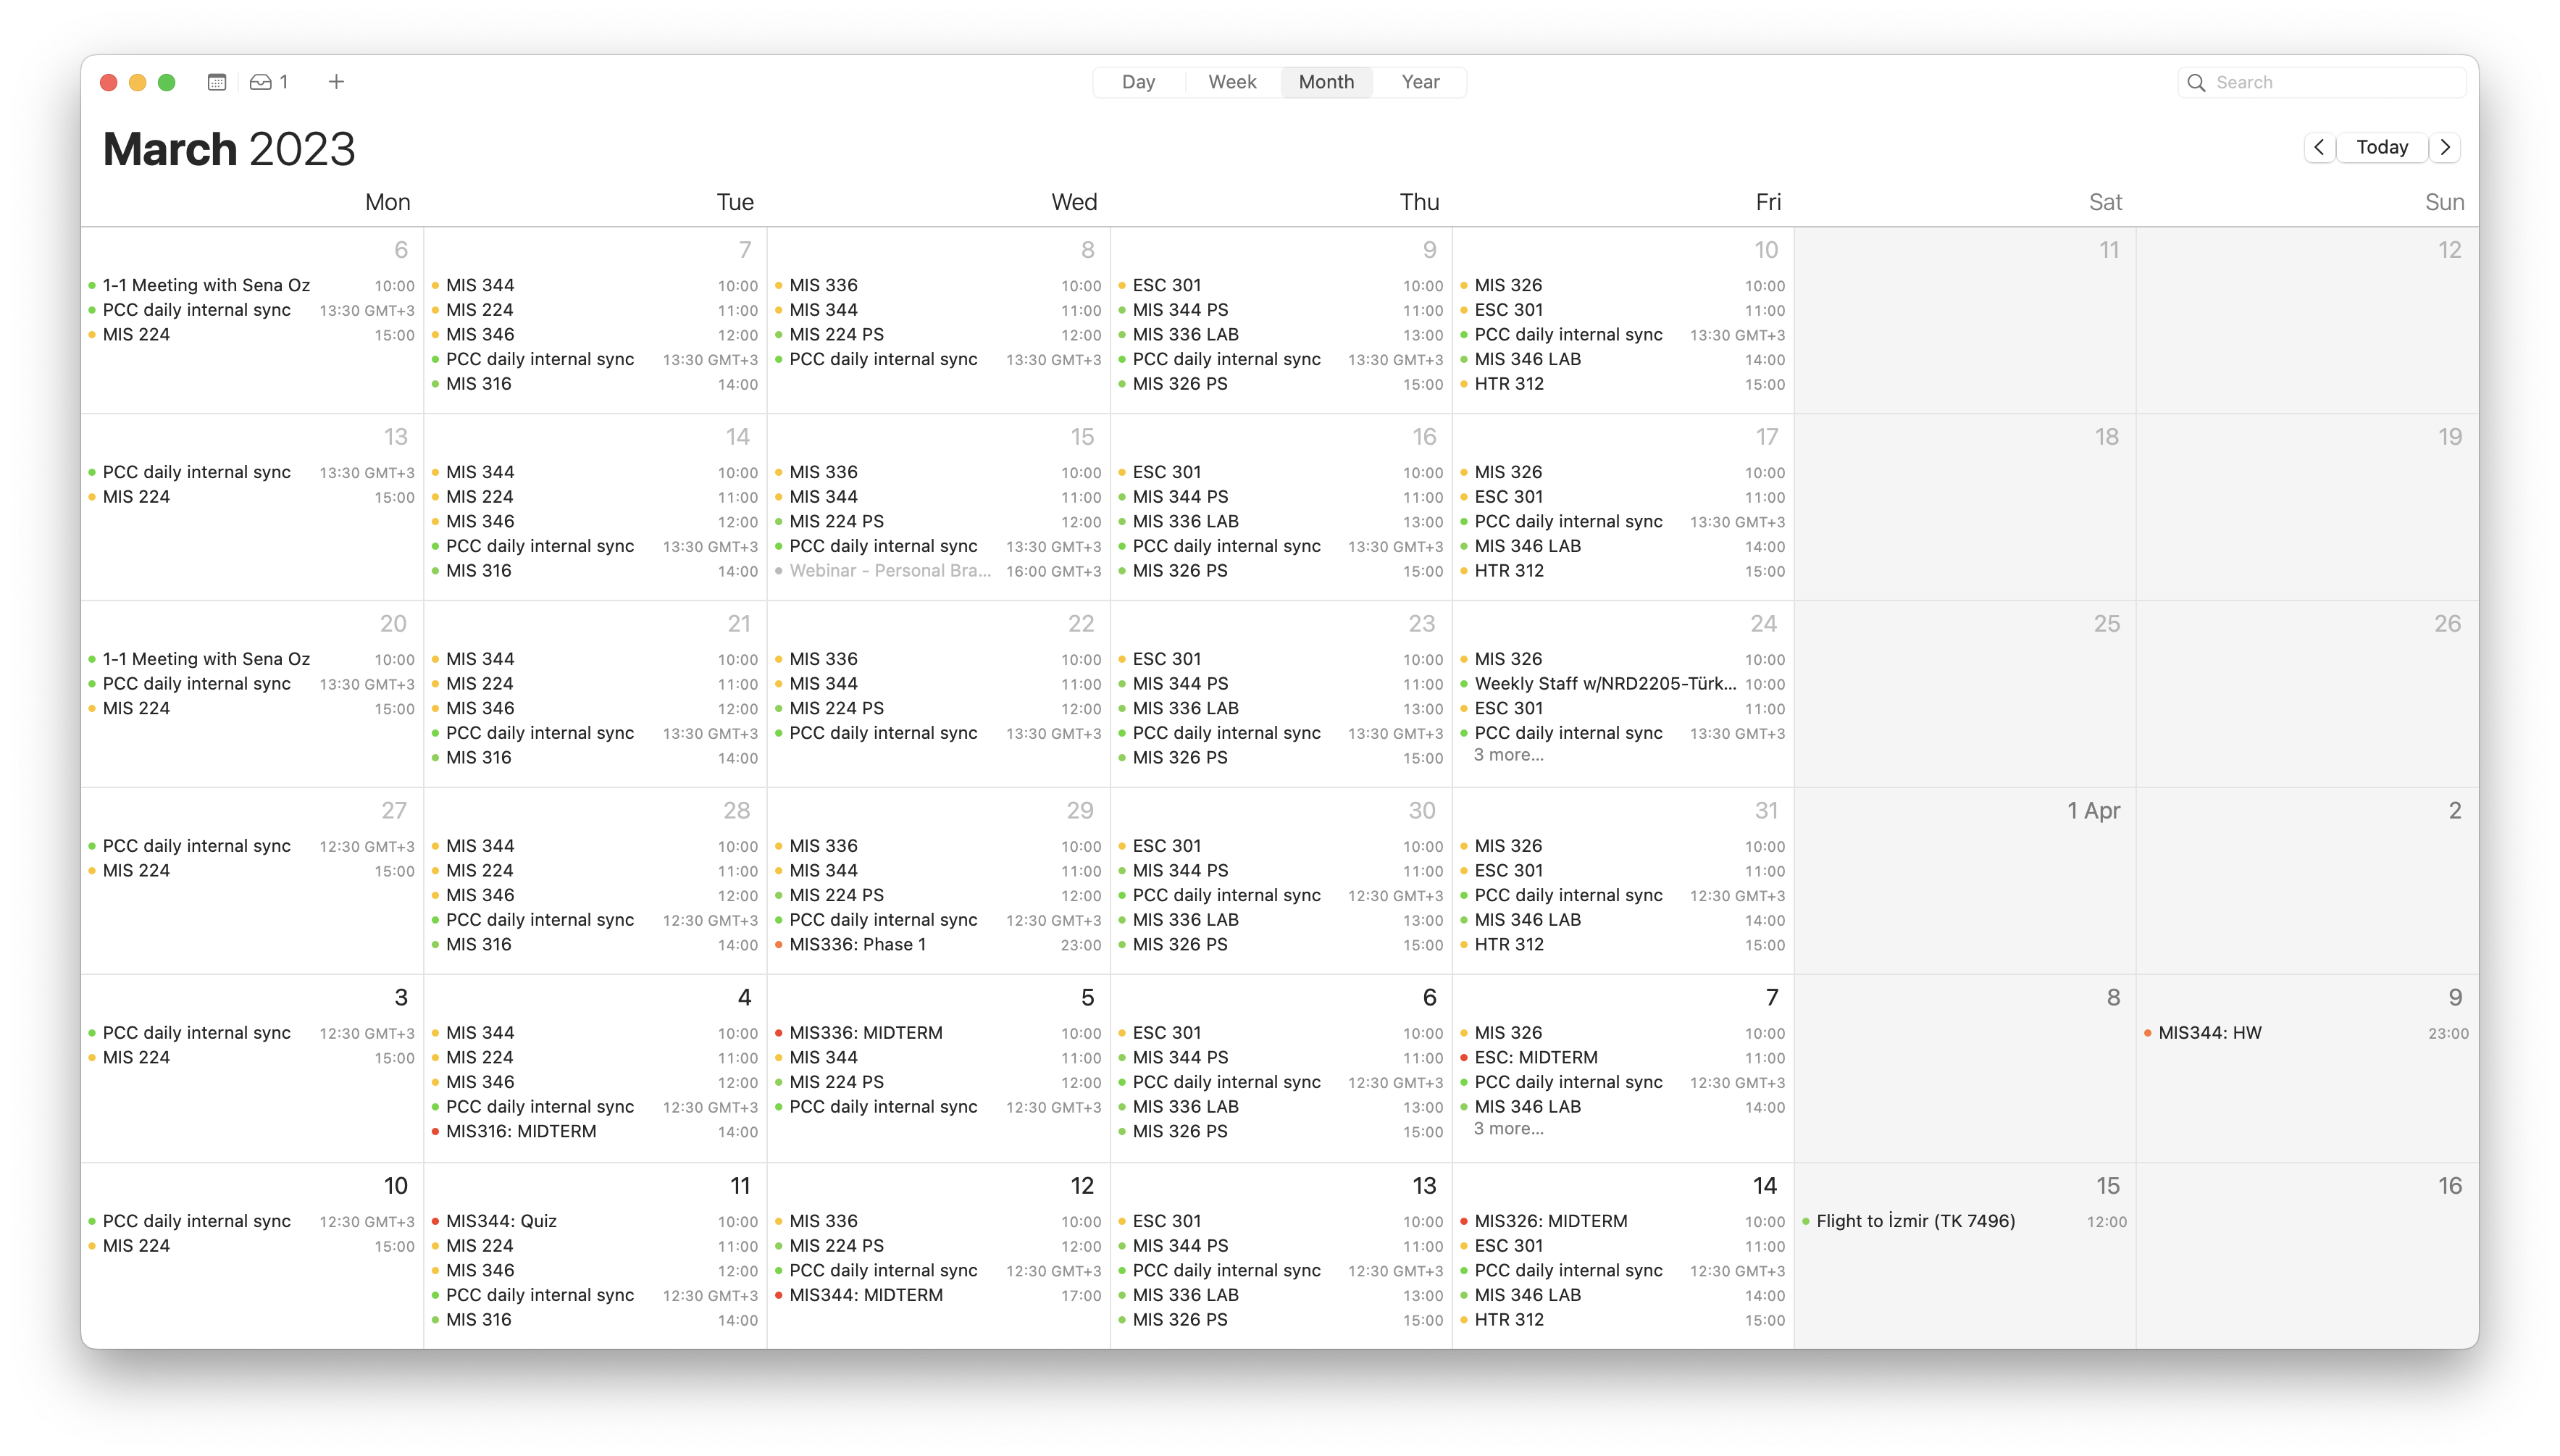 1
Day Week Month Year
Search
March 2023
Today
Mon Tue Wed Thu Fri Sat Sun
6
1-1 Meeting with Sena Oz 10:00
PCC daily internal sync 13:30 GMT+3
MIS 224 15:00
7
MIS 344 10:00
MIS 224 11:00
MIS 346 12:00
PCC daily internal sync 13:30 GMT+3
MIS 316 14:00
8
MIS 336 10:00
MIS 344 11:00
MIS 224 PS 12:00
PCC daily internal sync 13:30 GMT+3
9
ESC 301 10:00
MIS 344 PS 11:00
MIS 336 LAB 13:00
PCC daily internal sync 13:30 GMT+3
MIS 326 PS 15:00
10
MIS 326 10:00
ESC 301 11:00
PCC daily internal sync 13:30 GMT+3
MIS 346 LAB 14:00
HTR 312 15:00
11
12
13
PCC daily internal sync 13:30 GMT+3
MIS 224 15:00
14
MIS 344 10:00
MIS 224 11:00
MIS 346 12:00
PCC daily internal sync 13:30 GMT+3
MIS 316 14:00
15
MIS 336 10:00
MIS 344 11:00
MIS 224 PS 12:00
PCC daily internal sync 13:30 GMT+3
Webinar - Personal Bra... 16:00 GMT+3
16
ESC 301 10:00
MIS 344 PS 11:00
MIS 336 LAB 13:00
PCC daily internal sync 13:30 GMT+3
MIS 326 PS 15:00
17
MIS 326 10:00
ESC 301 11:00
PCC daily internal sync 13:30 GMT+3
MIS 346 LAB 14:00
HTR 312 15:00
18
19
20
1-1 Meeting with Sena Oz 10:00
PCC daily internal sync 13:30 GMT+3
MIS 224 15:00
21
MIS 344 10:00
MIS 224 11:00
MIS 346 12:00
PCC daily internal sync 13:30 GMT+3
MIS 316 14:00
22
MIS 336 10:00
MIS 344 11:00
MIS 224 PS 12:00
PCC daily internal sync 13:30 GMT+3
23
ESC 301 10:00
MIS 344 PS 11:00
MIS 336 LAB 13:00
PCC daily internal sync 13:30 GMT+3
MIS 326 PS 15:00
24
MIS 326 10:00
Weekly Staff w/NRD2205-Türk... 10:00
ESC 301 11:00
PCC daily internal sync 13:30 GMT+3
3 more...
25
26
27
PCC daily internal sync 12:30 GMT+3
MIS 224 15:00
28
MIS 344 10:00
MIS 224 11:00
MIS 346 12:00
PCC daily internal sync 12:30 GMT+3
MIS 316 14:00
29
MIS 336 10:00
MIS 344 11:00
MIS 224 PS 12:00
PCC daily internal sync 12:30 GMT+3
MIS336: Phase 1 23:00
30
ESC 301 10:00
MIS 344 PS 11:00
PCC daily internal sync 12:30 GMT+3
MIS 336 LAB 13:00
MIS 326 PS 15:00
31
MIS 326 10:00
ESC 301 11:00
PCC daily internal sync 12:30 GMT+3
MIS 346 LAB 14:00
HTR 312 15:00
1 Apr
2
3
PCC daily internal sync 12:30 GMT+3
MIS 224 15:00
4
MIS 344 10:00
MIS 224 11:00
MIS 346 12:00
PCC daily internal sync 12:30 GMT+3
MIS316: MIDTERM 14:00
5
MIS336: MIDTERM 10:00
MIS 344 11:00
MIS 224 PS 12:00
PCC daily internal sync 12:30 GMT+3
6
ESC 301 10:00
MIS 344 PS 11:00
PCC daily internal sync 12:30 GMT+3
MIS 336 LAB 13:00
MIS 326 PS 15:00
7
MIS 326 10:00
ESC: MIDTERM 11:00
PCC daily internal sync 12:30 GMT+3
MIS 346 LAB 14:00
3 more...
8
9
MIS344: HW 23:00
10
PCC daily internal sync 12:30 GMT+3
MIS 224 15:00
11
MIS344: Quiz 10:00
MIS 224 11:00
MIS 346 12:00
PCC daily internal sync 12:30 GMT+3
MIS 316 14:00
12
MIS 336 10:00
MIS 224 PS 12:00
PCC daily internal sync 12:30 GMT+3
MIS344: MIDTERM 17:00
13
ESC 301 10:00
MIS 344 PS 11:00
PCC daily internal sync 12:30 GMT+3
MIS 336 LAB 13:00
MIS 326 PS 15:00
14
MIS326: MIDTERM 10:00
ESC 301 11:00
PCC daily internal sync 12:30 GMT+3
MIS 346 LAB 14:00
HTR 312 15:00
15
Flight to İzmir (TK 7496) 12:00
16